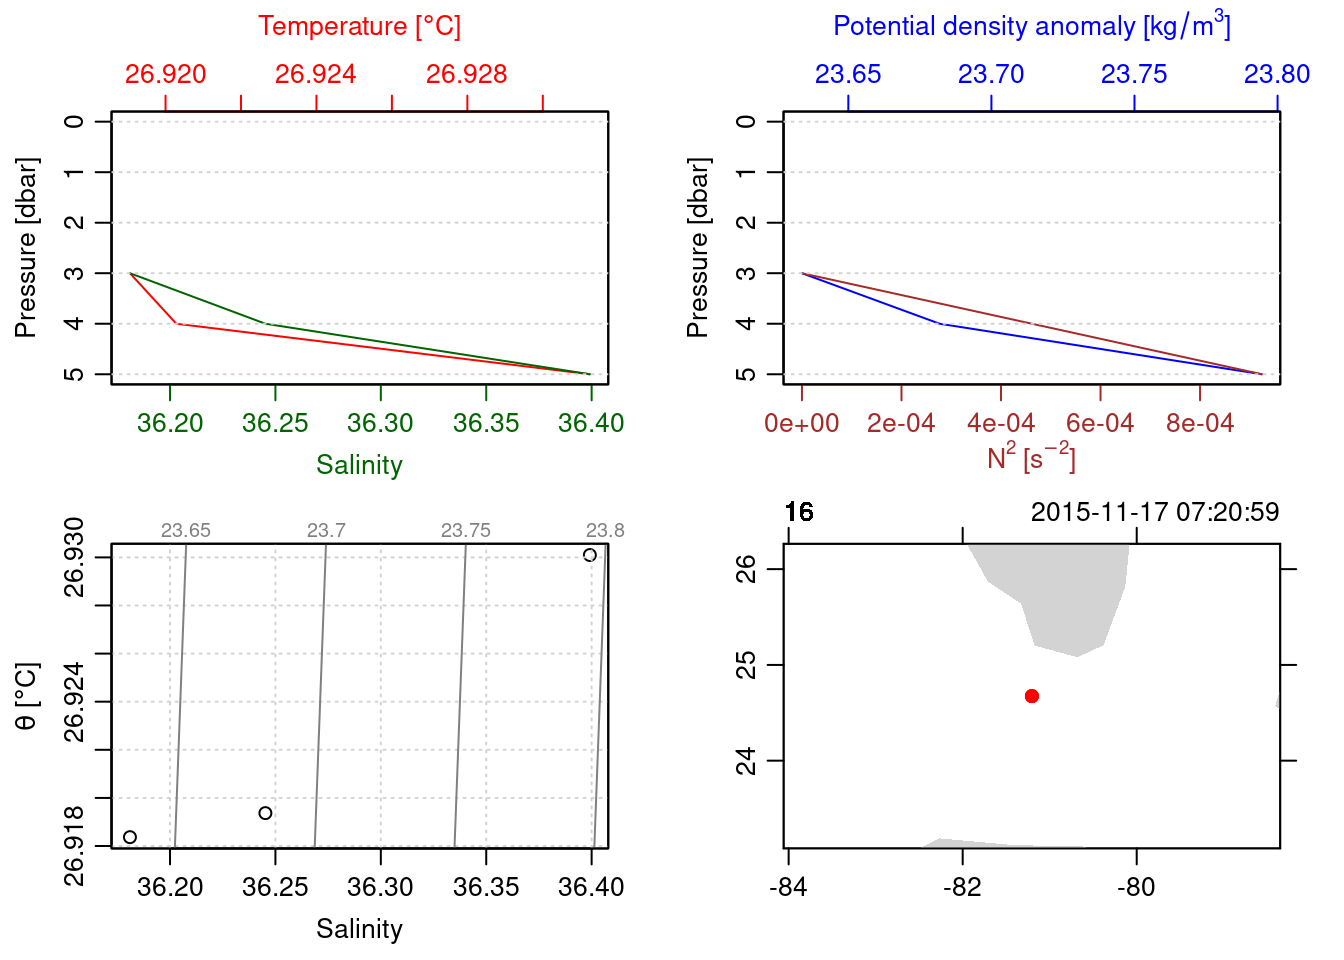 Temperature [°C]
26.920 26.924 26.928
Pressure [dbar]
0
1
2
3
4
5
36.20 36.25 36.30 36.35 36.40
Salinity
Potential density anomaly [kg/m³]
23.65 23.70 23.75 23.80
Pressure [dbar]
0
1
2
3
4
5
0e+00 2e-04 4e-04 6e-04 8e-04
N² [s⁻²]
23.65 23.7 23.75 23.8
θ [°C]
26.930
26.924
26.918
36.20 36.25 36.30 36.35 36.40
Salinity
16 2015-11-17 07:20:59
26
25
24
-84 -82 -80